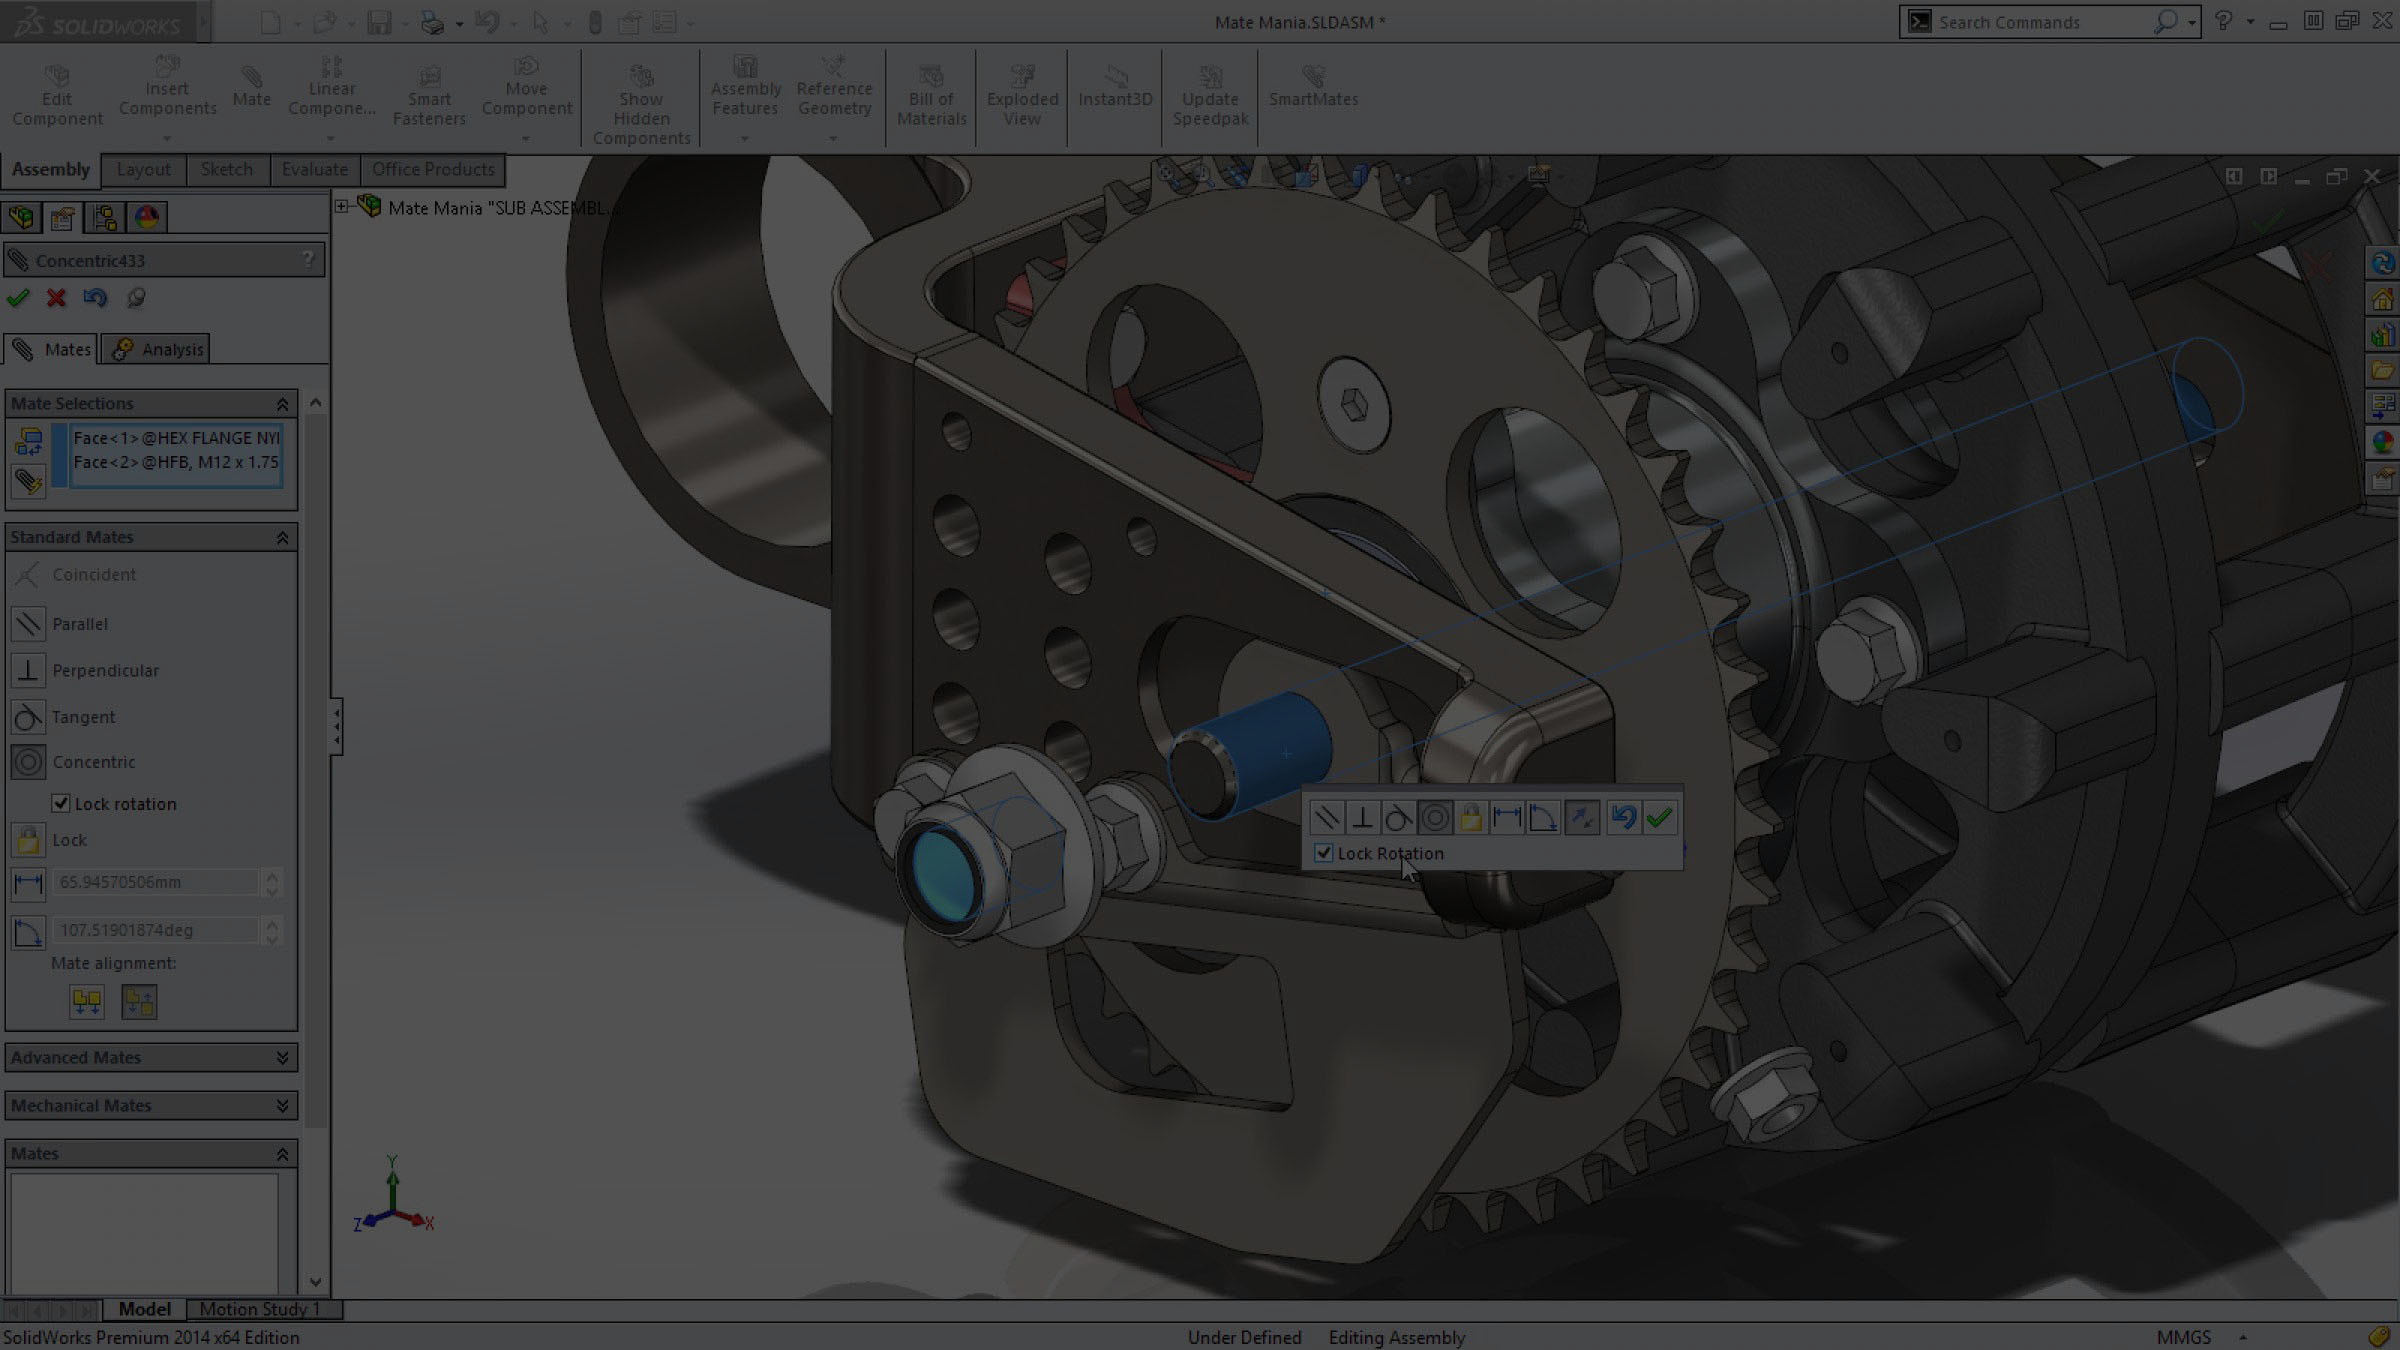 SOLIDWORKS
Mate Mania.SLDASM *
Search Commands
Edit
Component
Insert
Components
Mate
Linear
Compone...
Smart
Fasteners
Move
Component
Show
Hidden
Components
Assembly
Features
Reference
Geometry
Bill of
Materials
Exploded
View
Instant3D
Update
Speedpak
SmartMates
Assembly
Layout
Sketch
Evaluate
Office Products
Mate Mania "SUB ASSEMBL...
Concentric433
?
Mates
Analysis
Mate Selections
Face<1>@HEX FLANGE NYI
Face<2>@HFB, M12 x 1.75
Standard Mates
Coincident
Parallel
Perpendicular
Tangent
Concentric
Lock rotation
Lock
65.94570506mm
107.51901874deg
Mate alignment:
Advanced Mates
Mechanical Mates
Mates
Lock Rotation
Y
Z
X
Model
Motion Study 1
SolidWorks Premium 2014 x64 Edition
Under Defined
Editing Assembly
MMGS